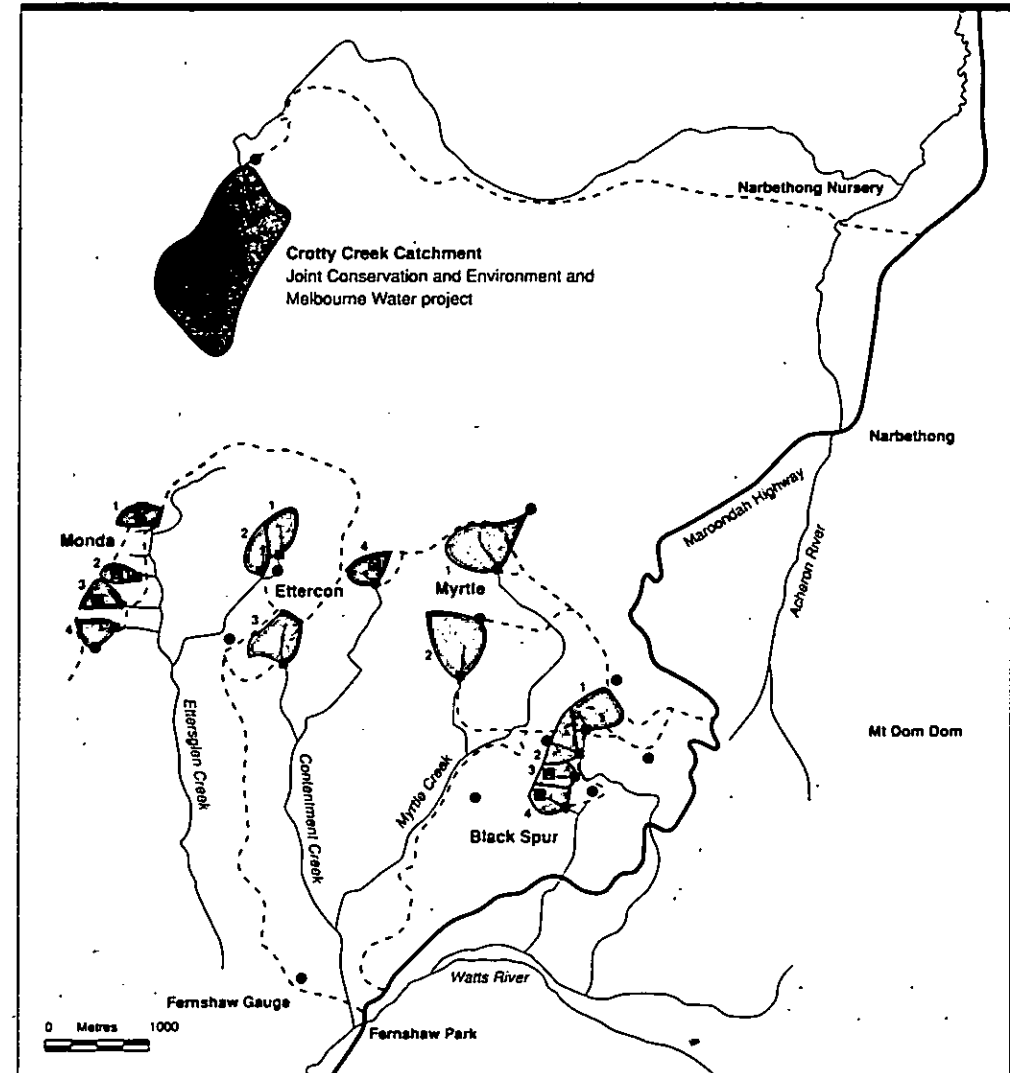 Narbethong Nursery
Crotty Creek Catchment
Joint Conservation and Environment and
Melbourne Water project
Narbethong
Maroondah Highway
Acheron River
1
Monda
2
3
4
1
2
Ettercon
3
4
1
Myrtle
2
1
2
3
4
Black Spur
Mt Dom Dom
Ettersglen Creek
Contentment Creek
Myrtle Creek
Watts River
Fernshaw Gauge
Fernshaw Park
0 Metres 1000